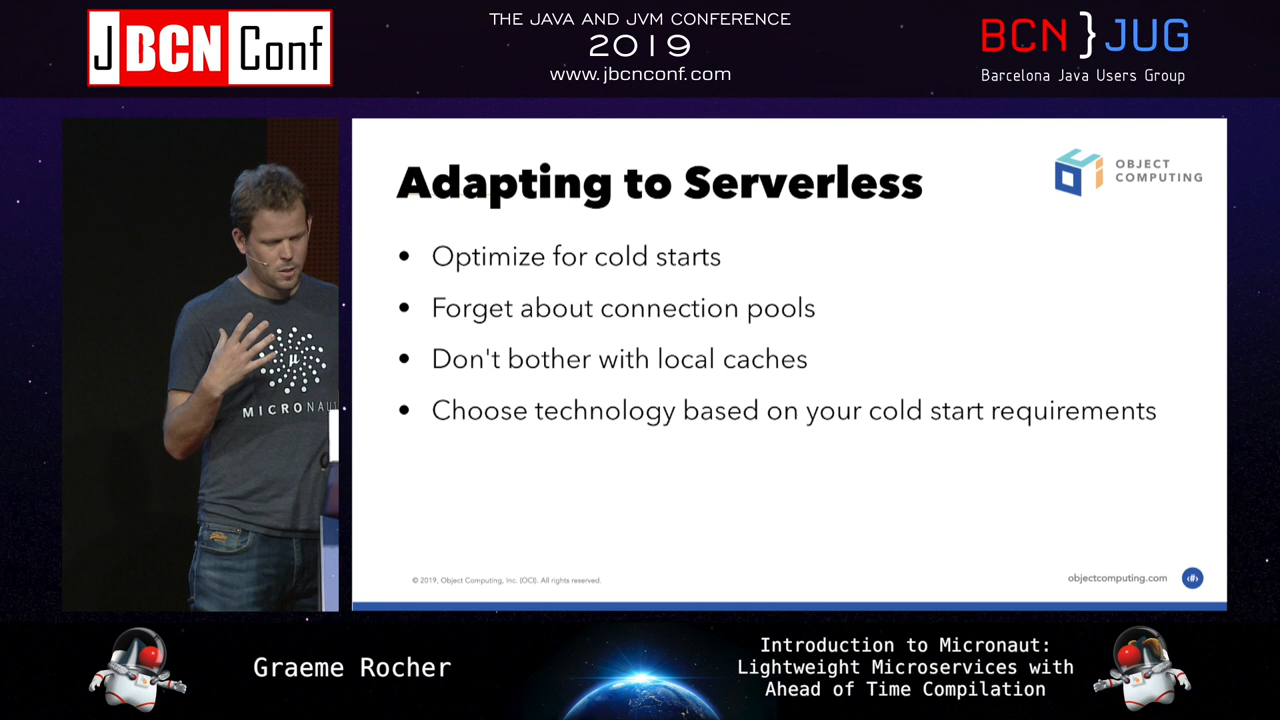 J BCN Conf
THE JAVA AND JVM CONFERENCE
2019
www.jbcnconf.com
BCN } JUG
Barcelona Java Users Group
Adapting to Serverless
OBJECT
COMPUTING
• Optimize for cold starts
• Forget about connection pools
• Don't bother with local caches
• Choose technology based on your cold start requirements
μ
MICRONAU
© 2019, Object Computing, Inc. (OCI). All rights reserved.
objectcomputing.com
‹#›
Graeme Rocher
Introduction to Micronaut:
Lightweight Microservices with
Ahead of Time Compilation